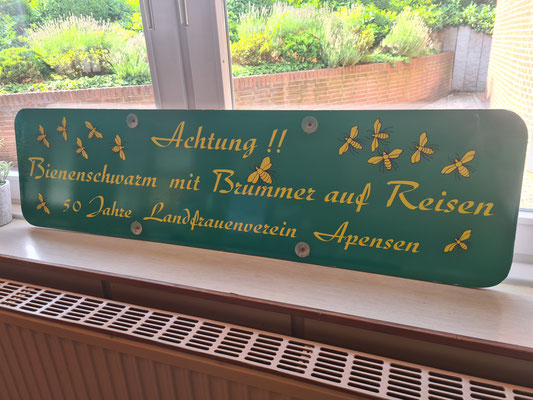 Achtung !!
Bienenschwarm mit Brummer auf Reisen
50 Jahre Landfrauenverein Apensen